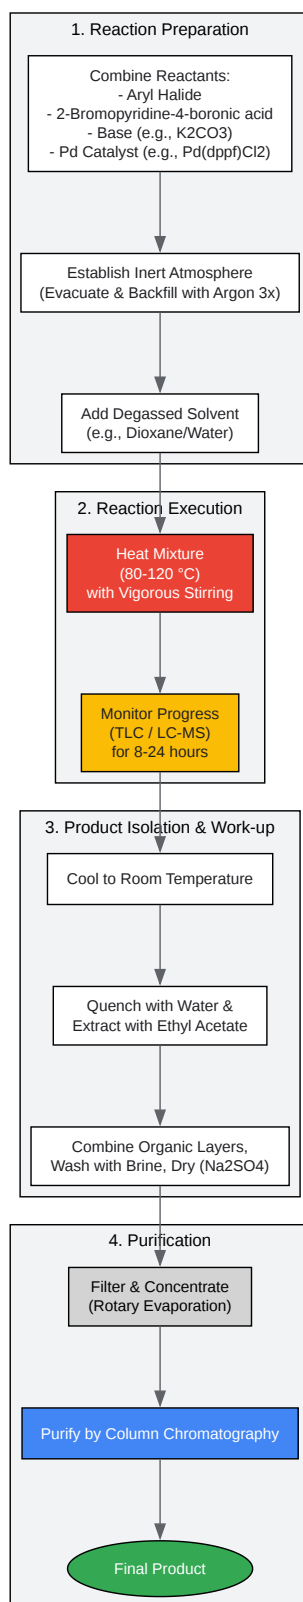 1. Reaction Preparation
Combine Reactants:
- Aryl Halide
- 2-Bromopyridine-4-boronic acid
- Base (e.g., K2CO3)
- Pd Catalyst (e.g., Pd(dppf)Cl2)
Establish Inert Atmosphere
(Evacuate & Backfill with Argon 3x)
Add Degassed Solvent
(e.g., Dioxane/Water)
2. Reaction Execution
Heat Mixture
(80-120 °C)
with Vigorous Stirring
Monitor Progress
(TLC / LC-MS)
for 8-24 hours
3. Product Isolation & Work-up
Cool to Room Temperature
Quench with Water &
Extract with Ethyl Acetate
Combine Organic Layers,
Wash with Brine, Dry (Na2SO4)
4. Purification
Filter & Concentrate
(Rotary Evaporation)
Purify by Column Chromatography
Final Product